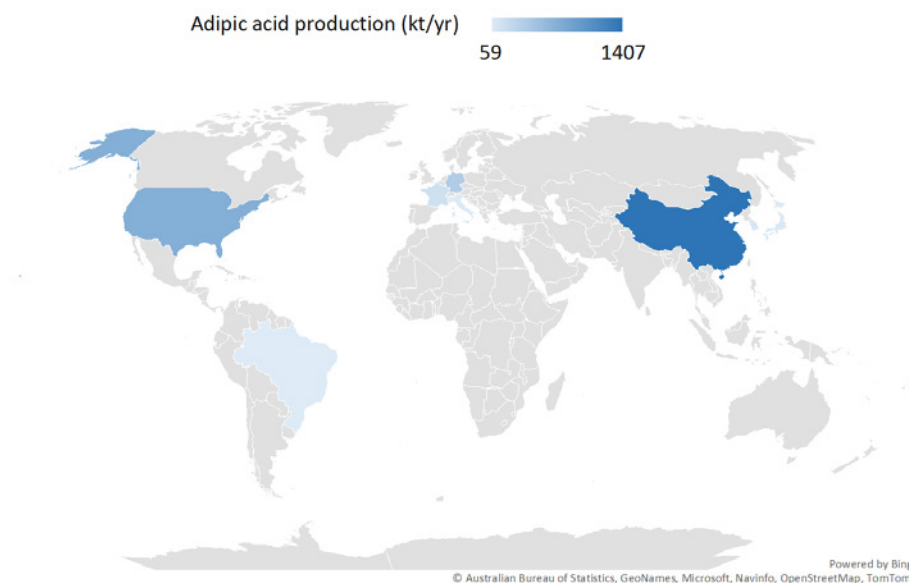 Adipic acid production (kt/yr)
59 1407
Powered by Bing
© Australian Bureau of Statistics, GeoNames, Microsoft, Navinfo, OpenStreetMap, TomTom